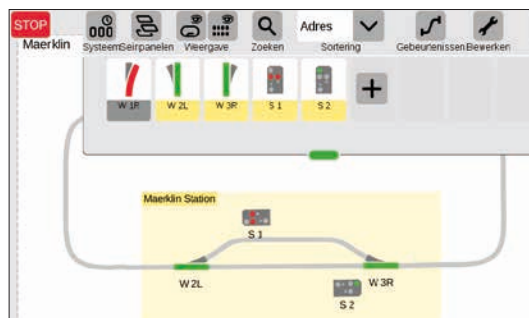 STOP
Maerklin
Systeem Seinpanelen Weergave Zoeken Sortering Gebeurtenissen Bewerken
Adres
W 1R W 2L W 3R S 1 S 2
Maerklin Station
S 1
W 2L W 3R
S 2